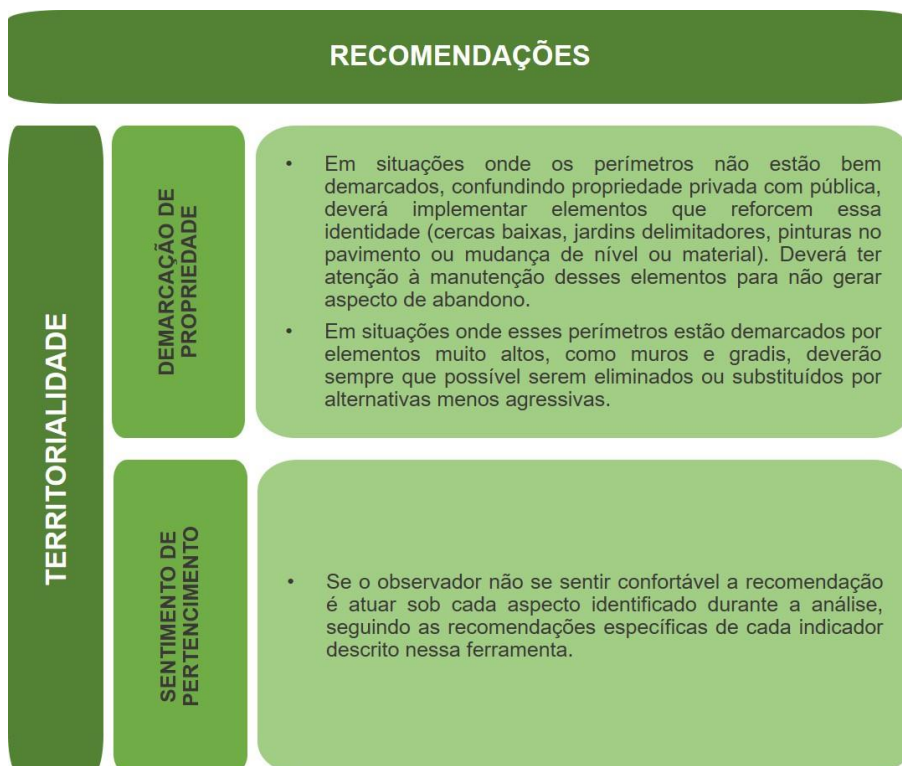 RECOMENDAÇÕES
TERRITORIALIDADE
DEMARCAÇÃO DE
PROPRIEDADE
• Em situações onde os perímetros não estão bem
demarcados, confundindo propriedade privada com pública,
deverá implementar elementos que reforcem essa
identidade (cercas baixas, jardins delimitadores, pinturas no
pavimento ou mudança de nível ou material). Deverá ter
atenção à manutenção desses elementos para não gerar
aspecto de abandono.
• Em situações onde esses perímetros estão demarcados por
elementos muito altos, como muros e gradis, deverão
sempre que possível serem eliminados ou substituídos por
alternativas menos agressivas.
SENTIMENTO DE
PERTENCIMENTO
• Se o observador não se sentir confortável a recomendação
é atuar sob cada aspecto identificado durante a análise,
seguindo as recomendações específicas de cada indicador
descrito nessa ferramenta.